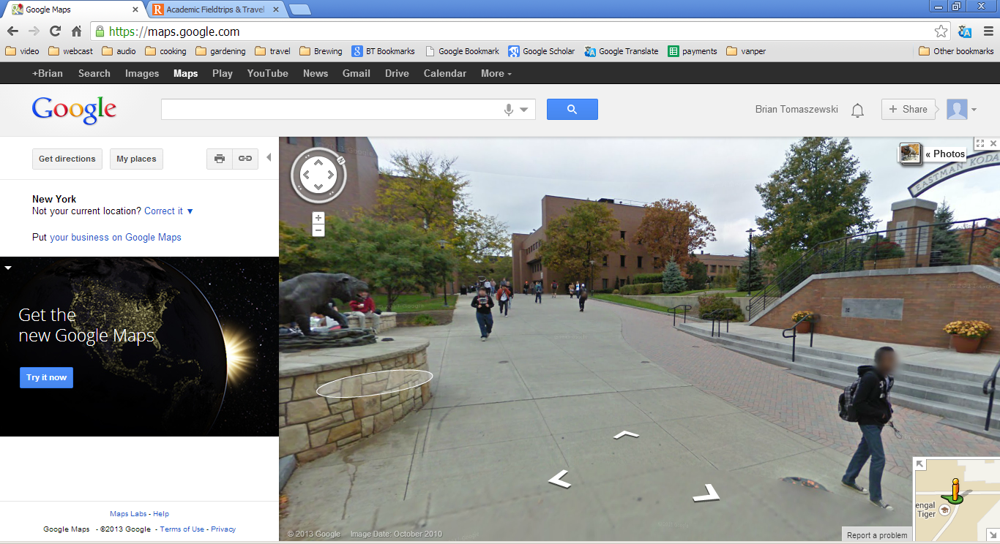 Google Maps
Academic Fieldtrips & Travel
https://maps.google.com
video webcast audio cooking gardening travel Brewing BT Bookmarks Google Bookmark Google Scholar Google Translate payments vanper Other bookmarks
+Brian Search Images Maps Play YouTube News Gmail Drive Calendar More
Google
Brian Tomaszewski
+ Share
Get directions My places
New York
Not your current location? Correct it ▼
Put your business on Google Maps
Get the
new Google Maps
Try it now
Maps Labs - Help
Google Maps - ©2013 Google - Terms of Use - Privacy
N
« Photos
EASTMAN KODA
© 2013 Google Image Date: October 2010
Report a problem
engal
Tiger